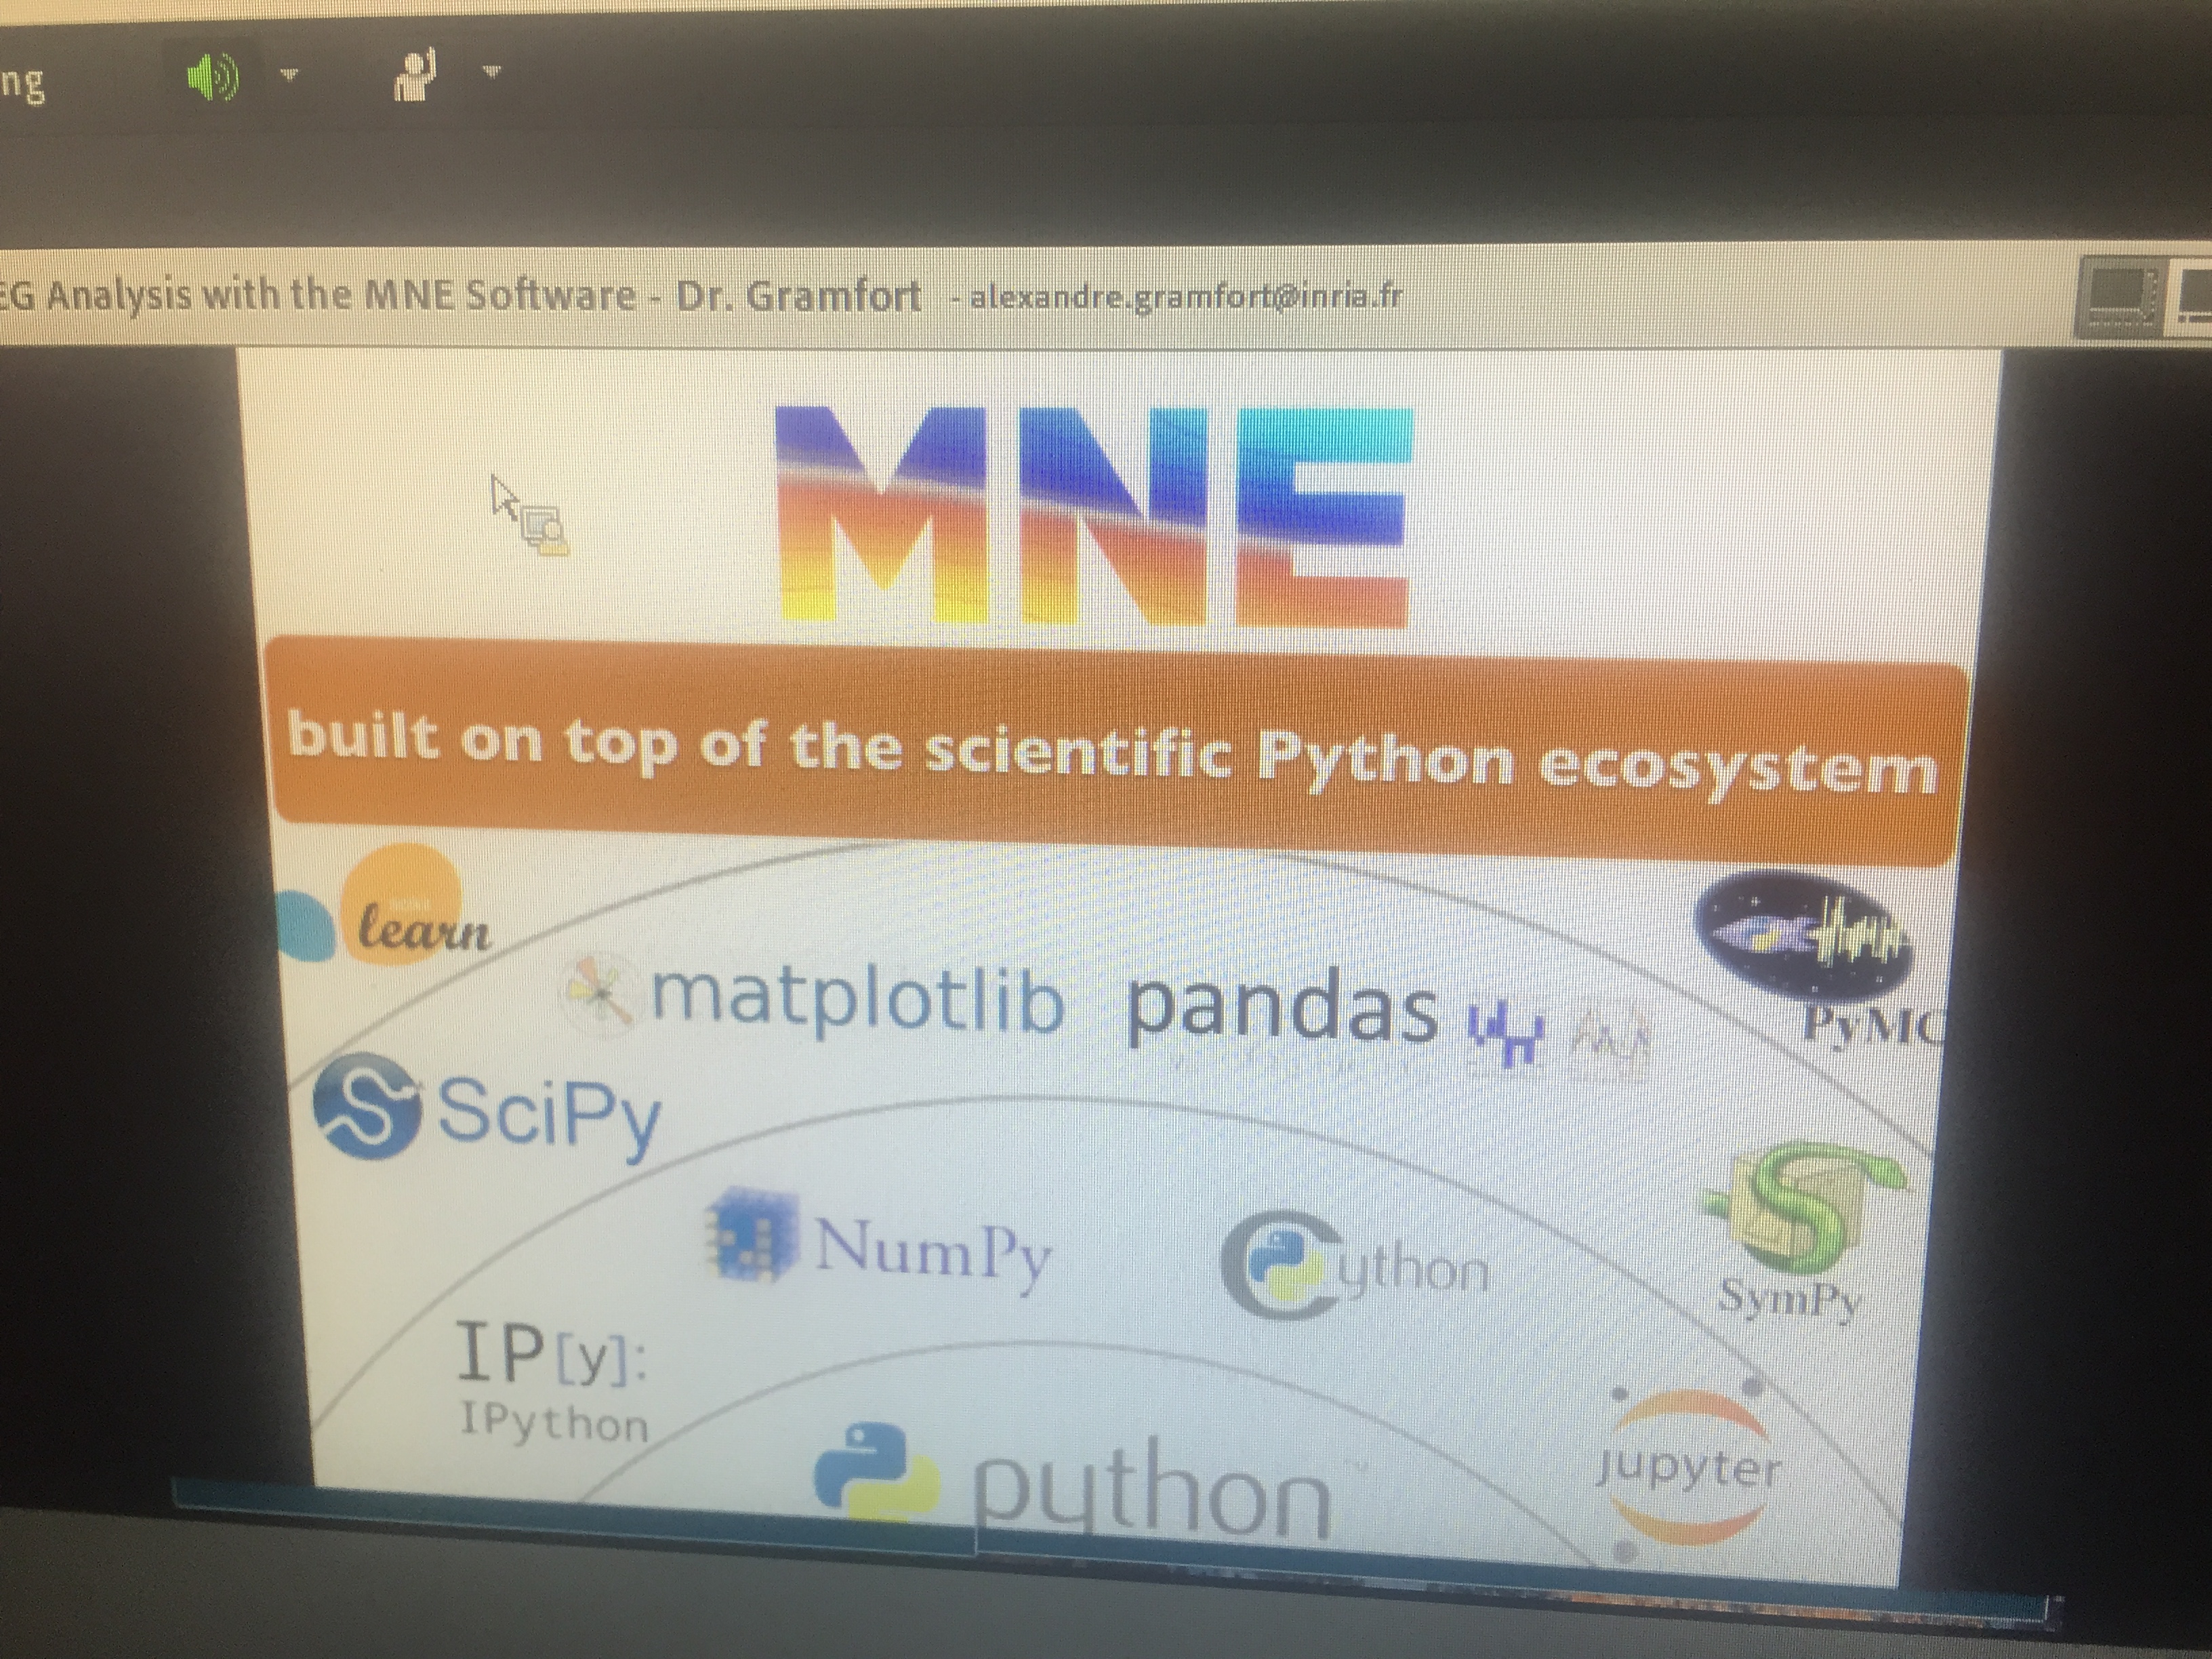 ng
EG Analysis with the MNE Software - Dr. Gramfort - alexandre.gramfort@inria.fr
MNE
built on top of the scientific Python ecosystem
learn
matplotlib pandas
PyMC
SciPy
NumPy
Cython
SymPy
IP[y]:
IPython
python
jupyter